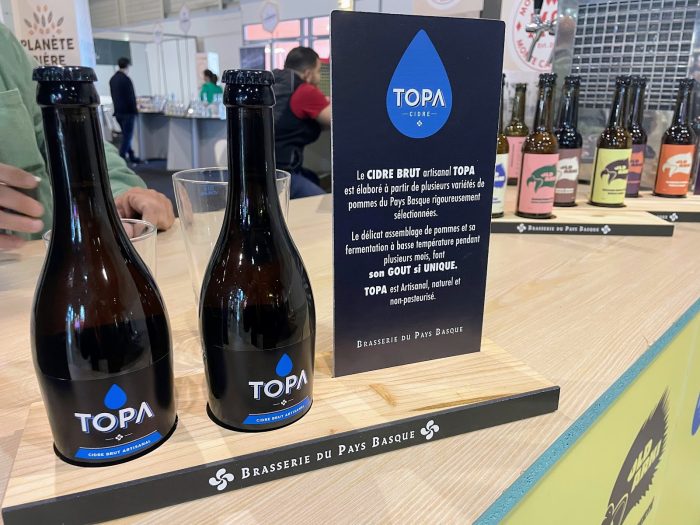 PLANÈTE
BIÈRE
TOPA
CIDRE
Le CIDRE BRUT artisanal TOPA
est élaboré à partir de plusieurs variétés de
pommes du Pays Basque rigoureusement
sélectionnées.
Le délicat assemblage de pommes et sa
fermentation à basse température pendant
plusieurs mois, font
son GOUT si UNIQUE.
TOPA est Artisanal, naturel et
non-pasteurisé.
BRASSERIE DU PAYS BASQUE
TOPA
CIDRE BRUT ARTISANAL
TOPA
CIDRE BRUT ARTISANAL
BRASSERIE DU PAYS BASQUE
BRASSERIE DU PAYS BASQUE